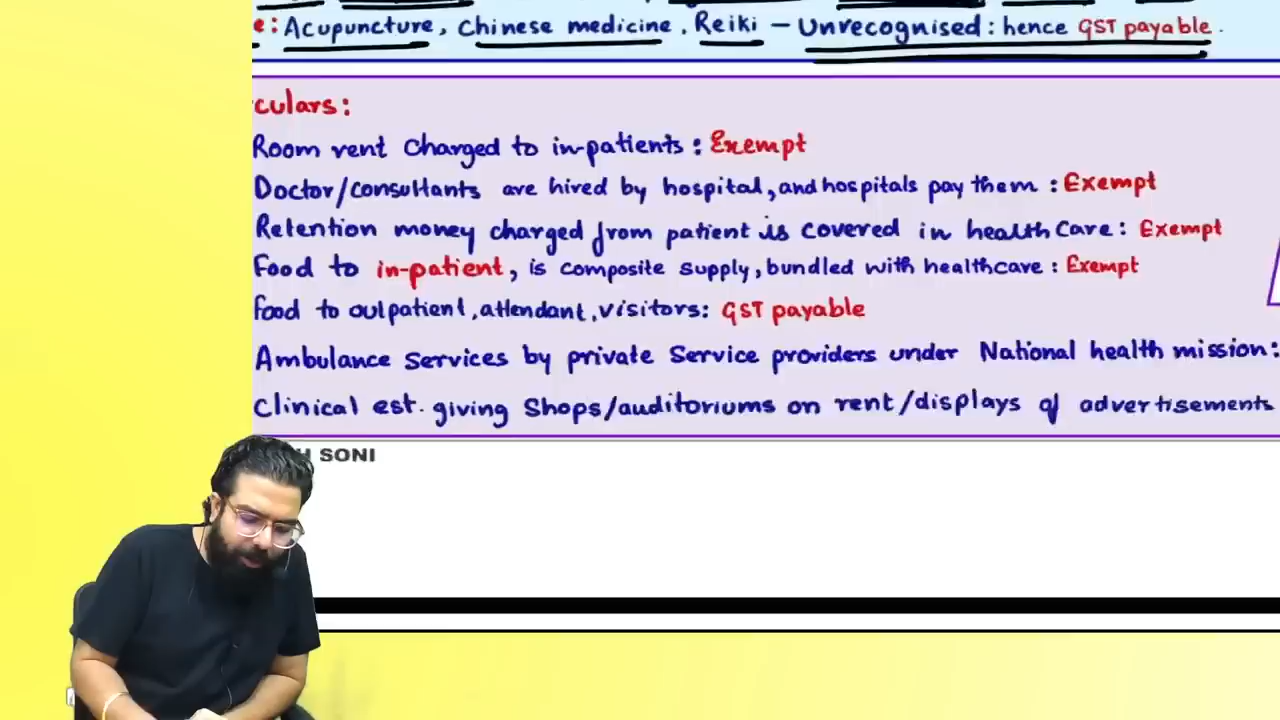 e: Acupuncture, Chinese medicine, Reiki – Unrecognised: hence GST payable.
culars:
Room rent charged to in-patients: Exempt
Doctor/consultants are hired by hospital, and hospitals pay them: Exempt
Retention money charged from patient is covered in healthcare: Exempt
Food to in-patient, is composite supply, bundled with healthcare: Exempt
Food to outpatient, attendant, visitors: GST payable
Ambulance services by private service providers under National health mission:
Clinical est. giving Shops/auditoriums on rent/displays of advertisements
SONI